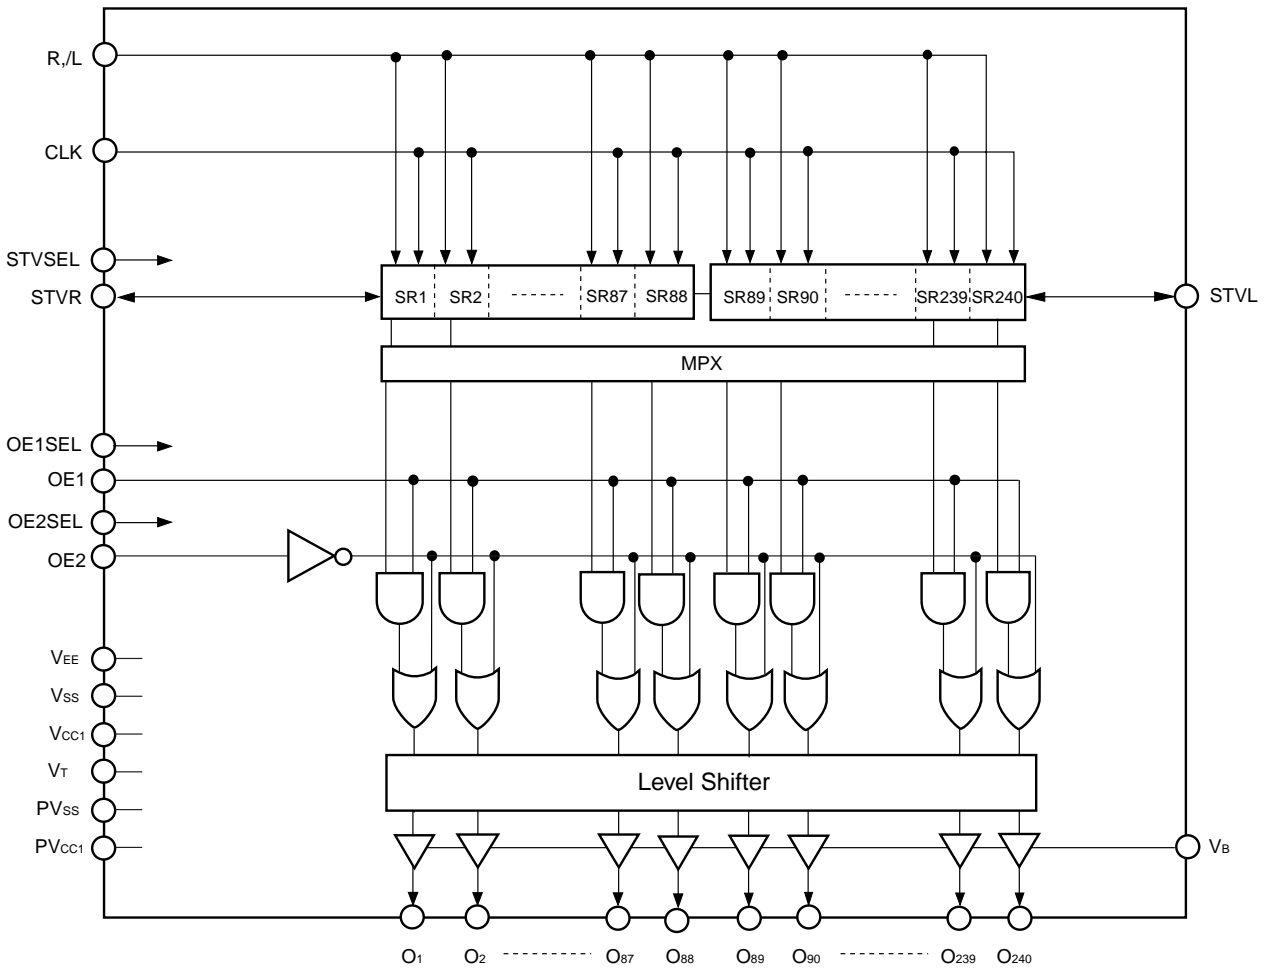 R,/L
CLK
STVSEL
STVR
SR1 SR2 SR87 SR88 SR89 SR90 SR239 SR240
STVL
MPX
OE1SEL
OE1
OE2SEL
OE2
VEE
VSS
VCC1
VT
Level Shifter
PVSS
PVCC1
VB
O1 O2 O87 O88 O89 O90 O239 O240